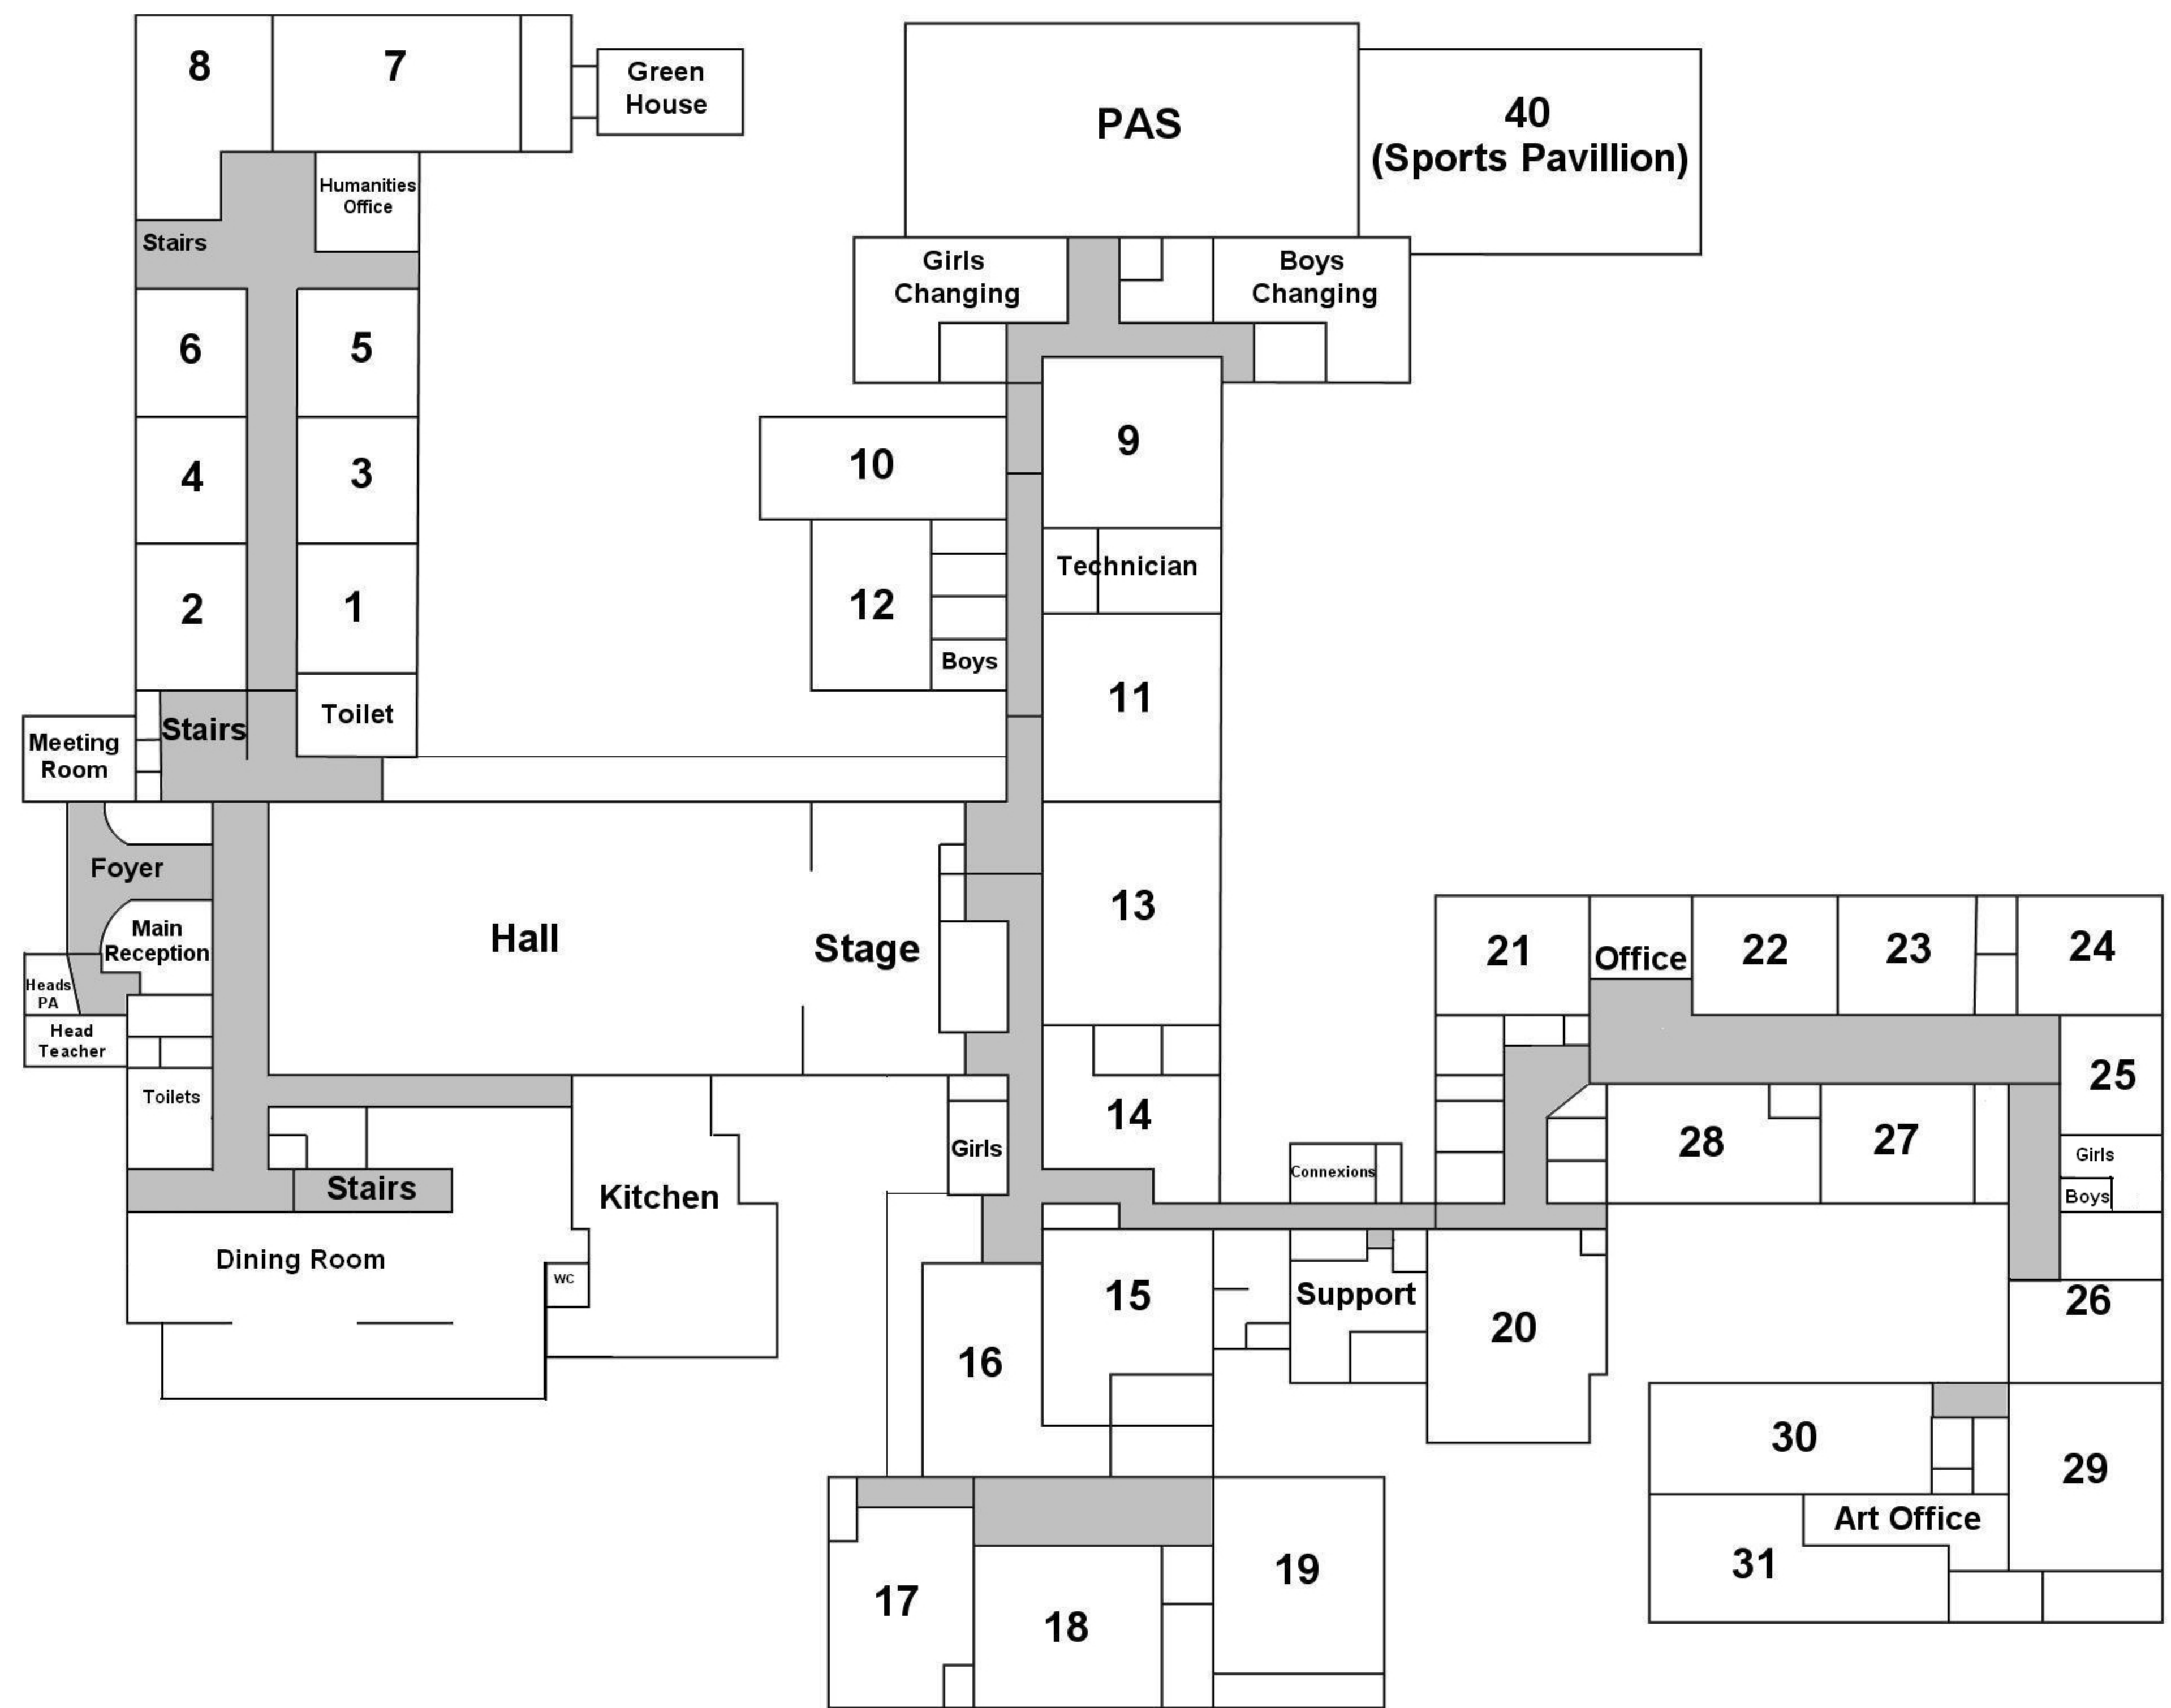 8
7
Green
House
Humanities
Office
Stairs
6
5
4
3
2
1
Toilet
Stairs
Meeting
Room
Foyer
Main
Reception
Heads
PA
Head
Teacher
Toilets
Stairs
Dining Room
Hall
Stage
Kitchen
WC
PAS
40
(Sports Pavillion)
Girls
Changing
Boys
Changing
9
10
Technician
12
Boys
11
13
14
Girls
Connexions
15
16
Support
20
17
18
19
21
Office
22
23
24
25
28
27
Girls
Boys
26
30
29
Art Office
31